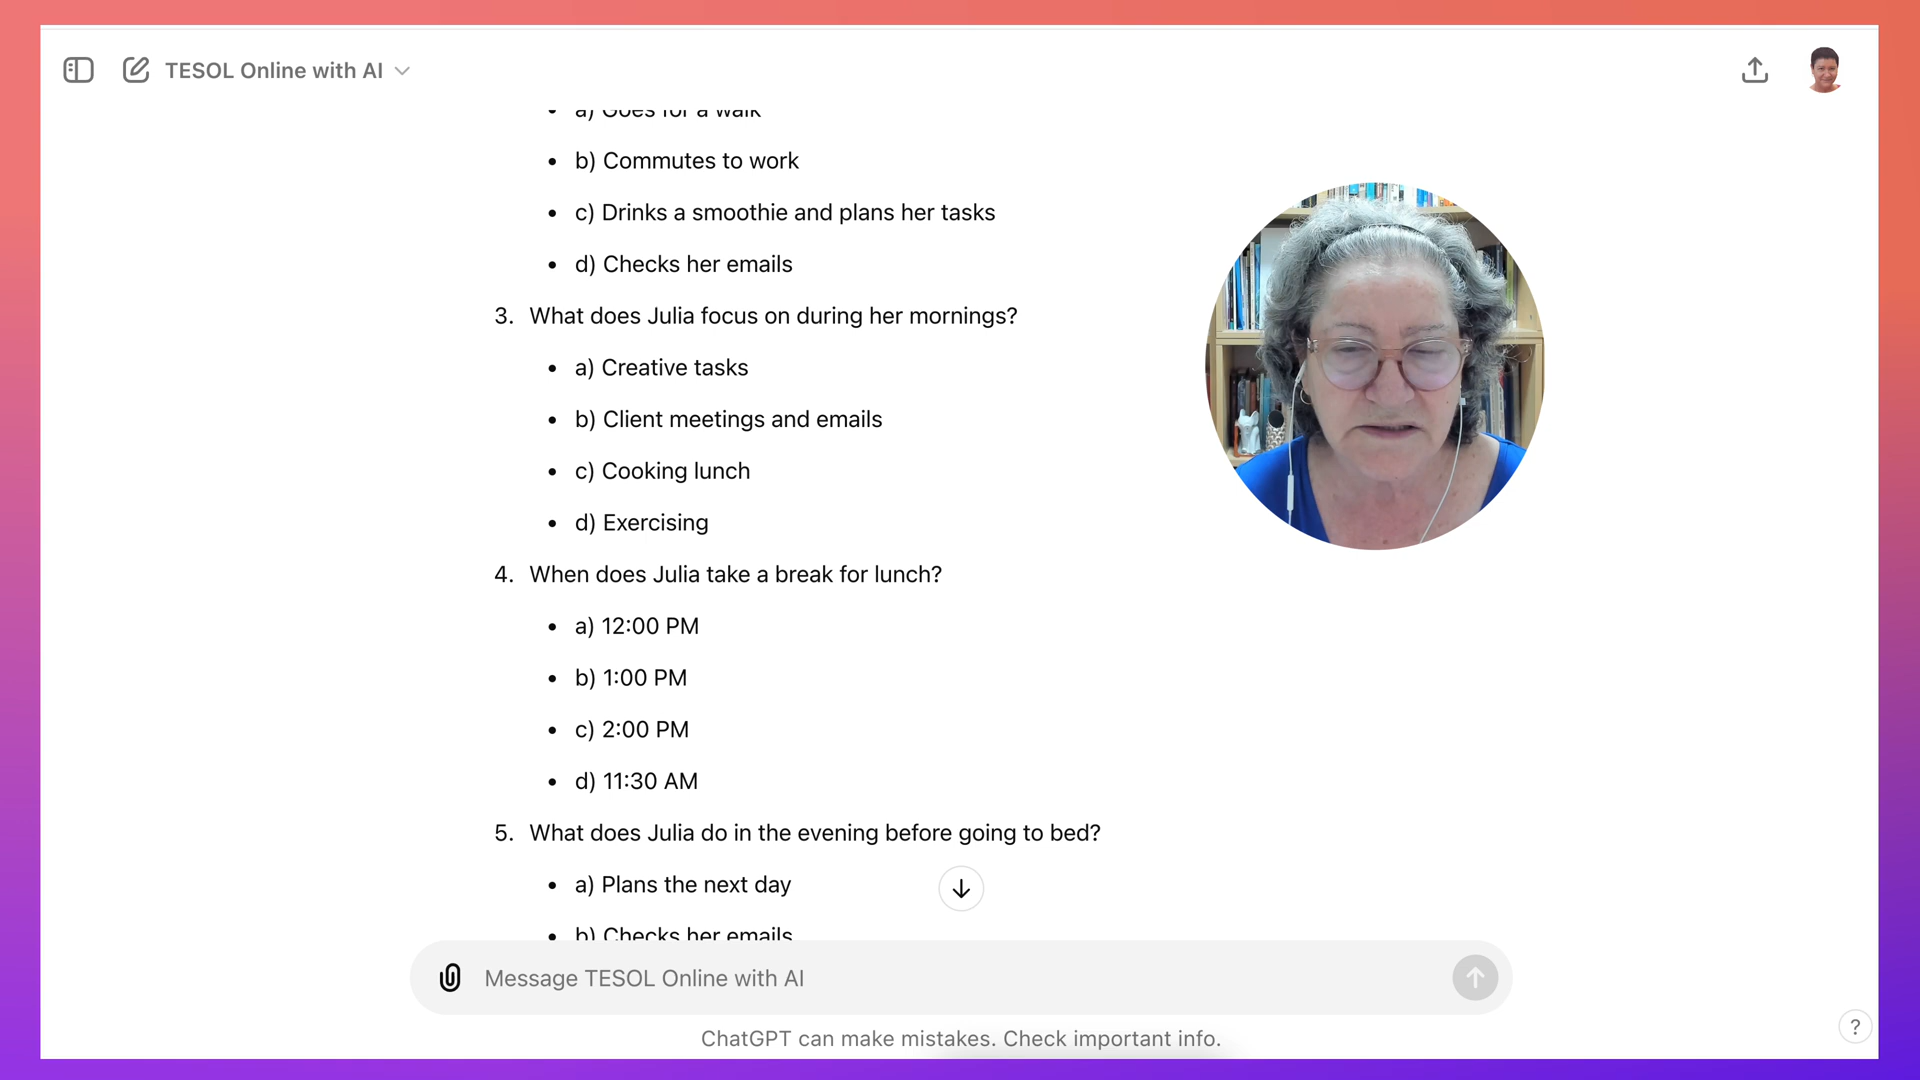 TESOL Online with AI
a) Goes for a walk
b) Commutes to work
c) Drinks a smoothie and plans her tasks
d) Checks her emails
3. What does Julia focus on during her mornings?
a) Creative tasks
b) Client meetings and emails
c) Cooking lunch
d) Exercising
4. When does Julia take a break for lunch?
a) 12:00 PM
b) 1:00 PM
c) 2:00 PM
d) 11:30 AM
5. What does Julia do in the evening before going to bed?
a) Plans the next day
b) Checks her emails
Message TESOL Online with AI
ChatGPT can make mistakes. Check important info.
?